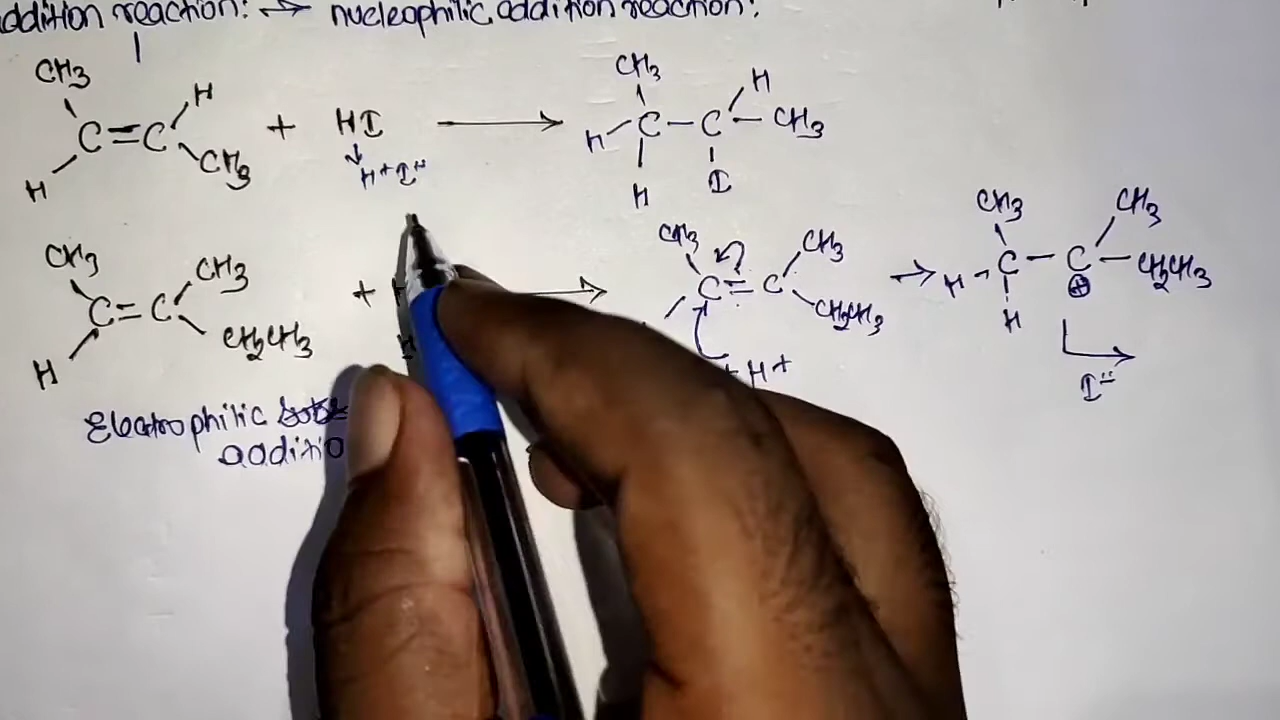 addition reaction: → nucleophilic addition reaction:
CH3 H CH3 H
C=C + HI → H-C-C-CH3
H CH3 H+I- H I
CH3 CH3 CH3 CH3 CH3 CH3
C=C + → C=C → H-C-C-CH2CH3
H CH2CH3 H CH2CH3 H ⊕
+ H+ I-
Electrophilic
additio